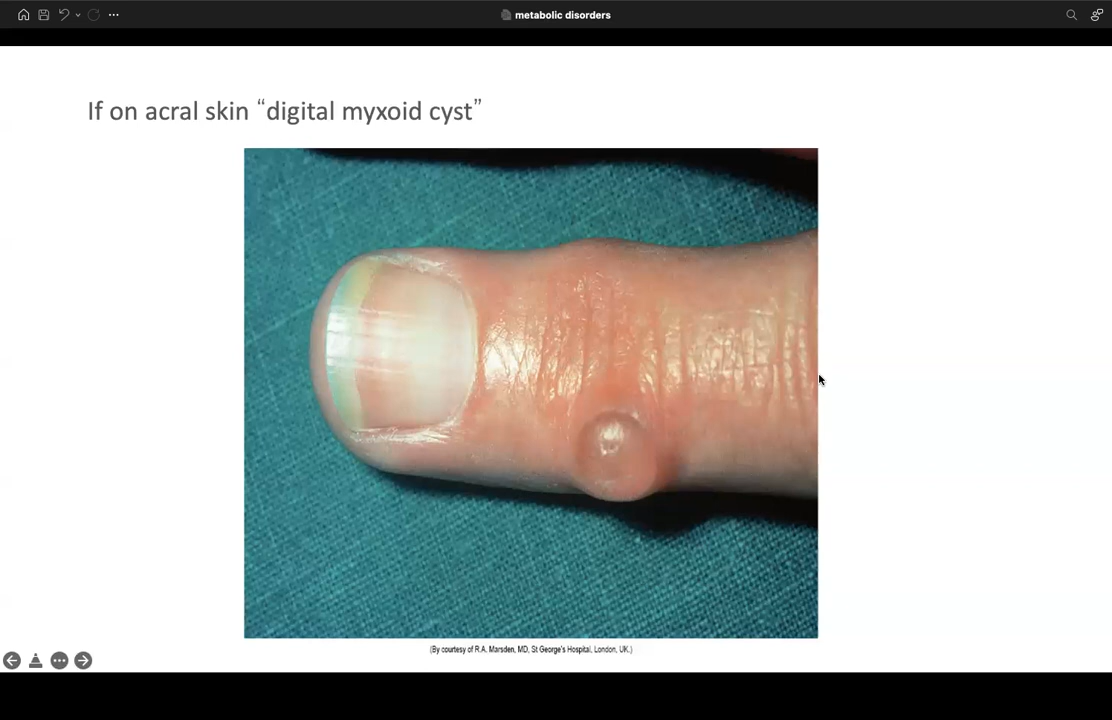 metabolic disorders
If on acral skin “digital myxoid cyst”
(By courtesy of R.A. Marsden, MD, St George's Hospital, London, UK.)